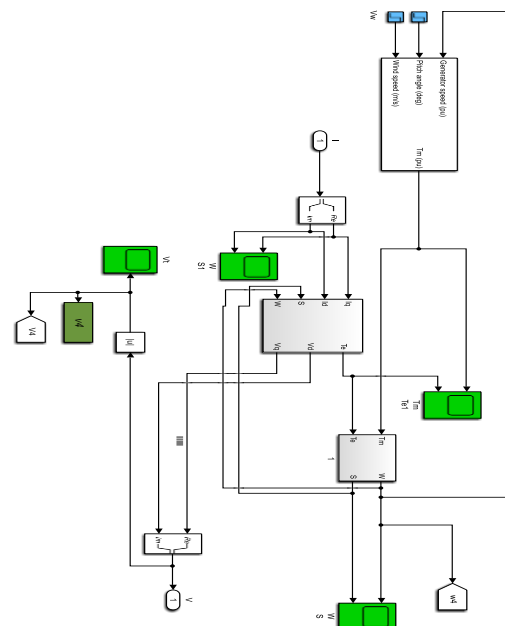 Vw
Generator speed (pu)
Pitch angle (deg)
Wind speed (m/s)
Tm (pu)
I
1
Re
Im
W
S1
Vt
V4
v4
|u|
Iq
Id
S
W
Te
Vd
Vq
Tm
Te1
Tm
Te
W
S
1
Re
Im
V
1
w4
W
S